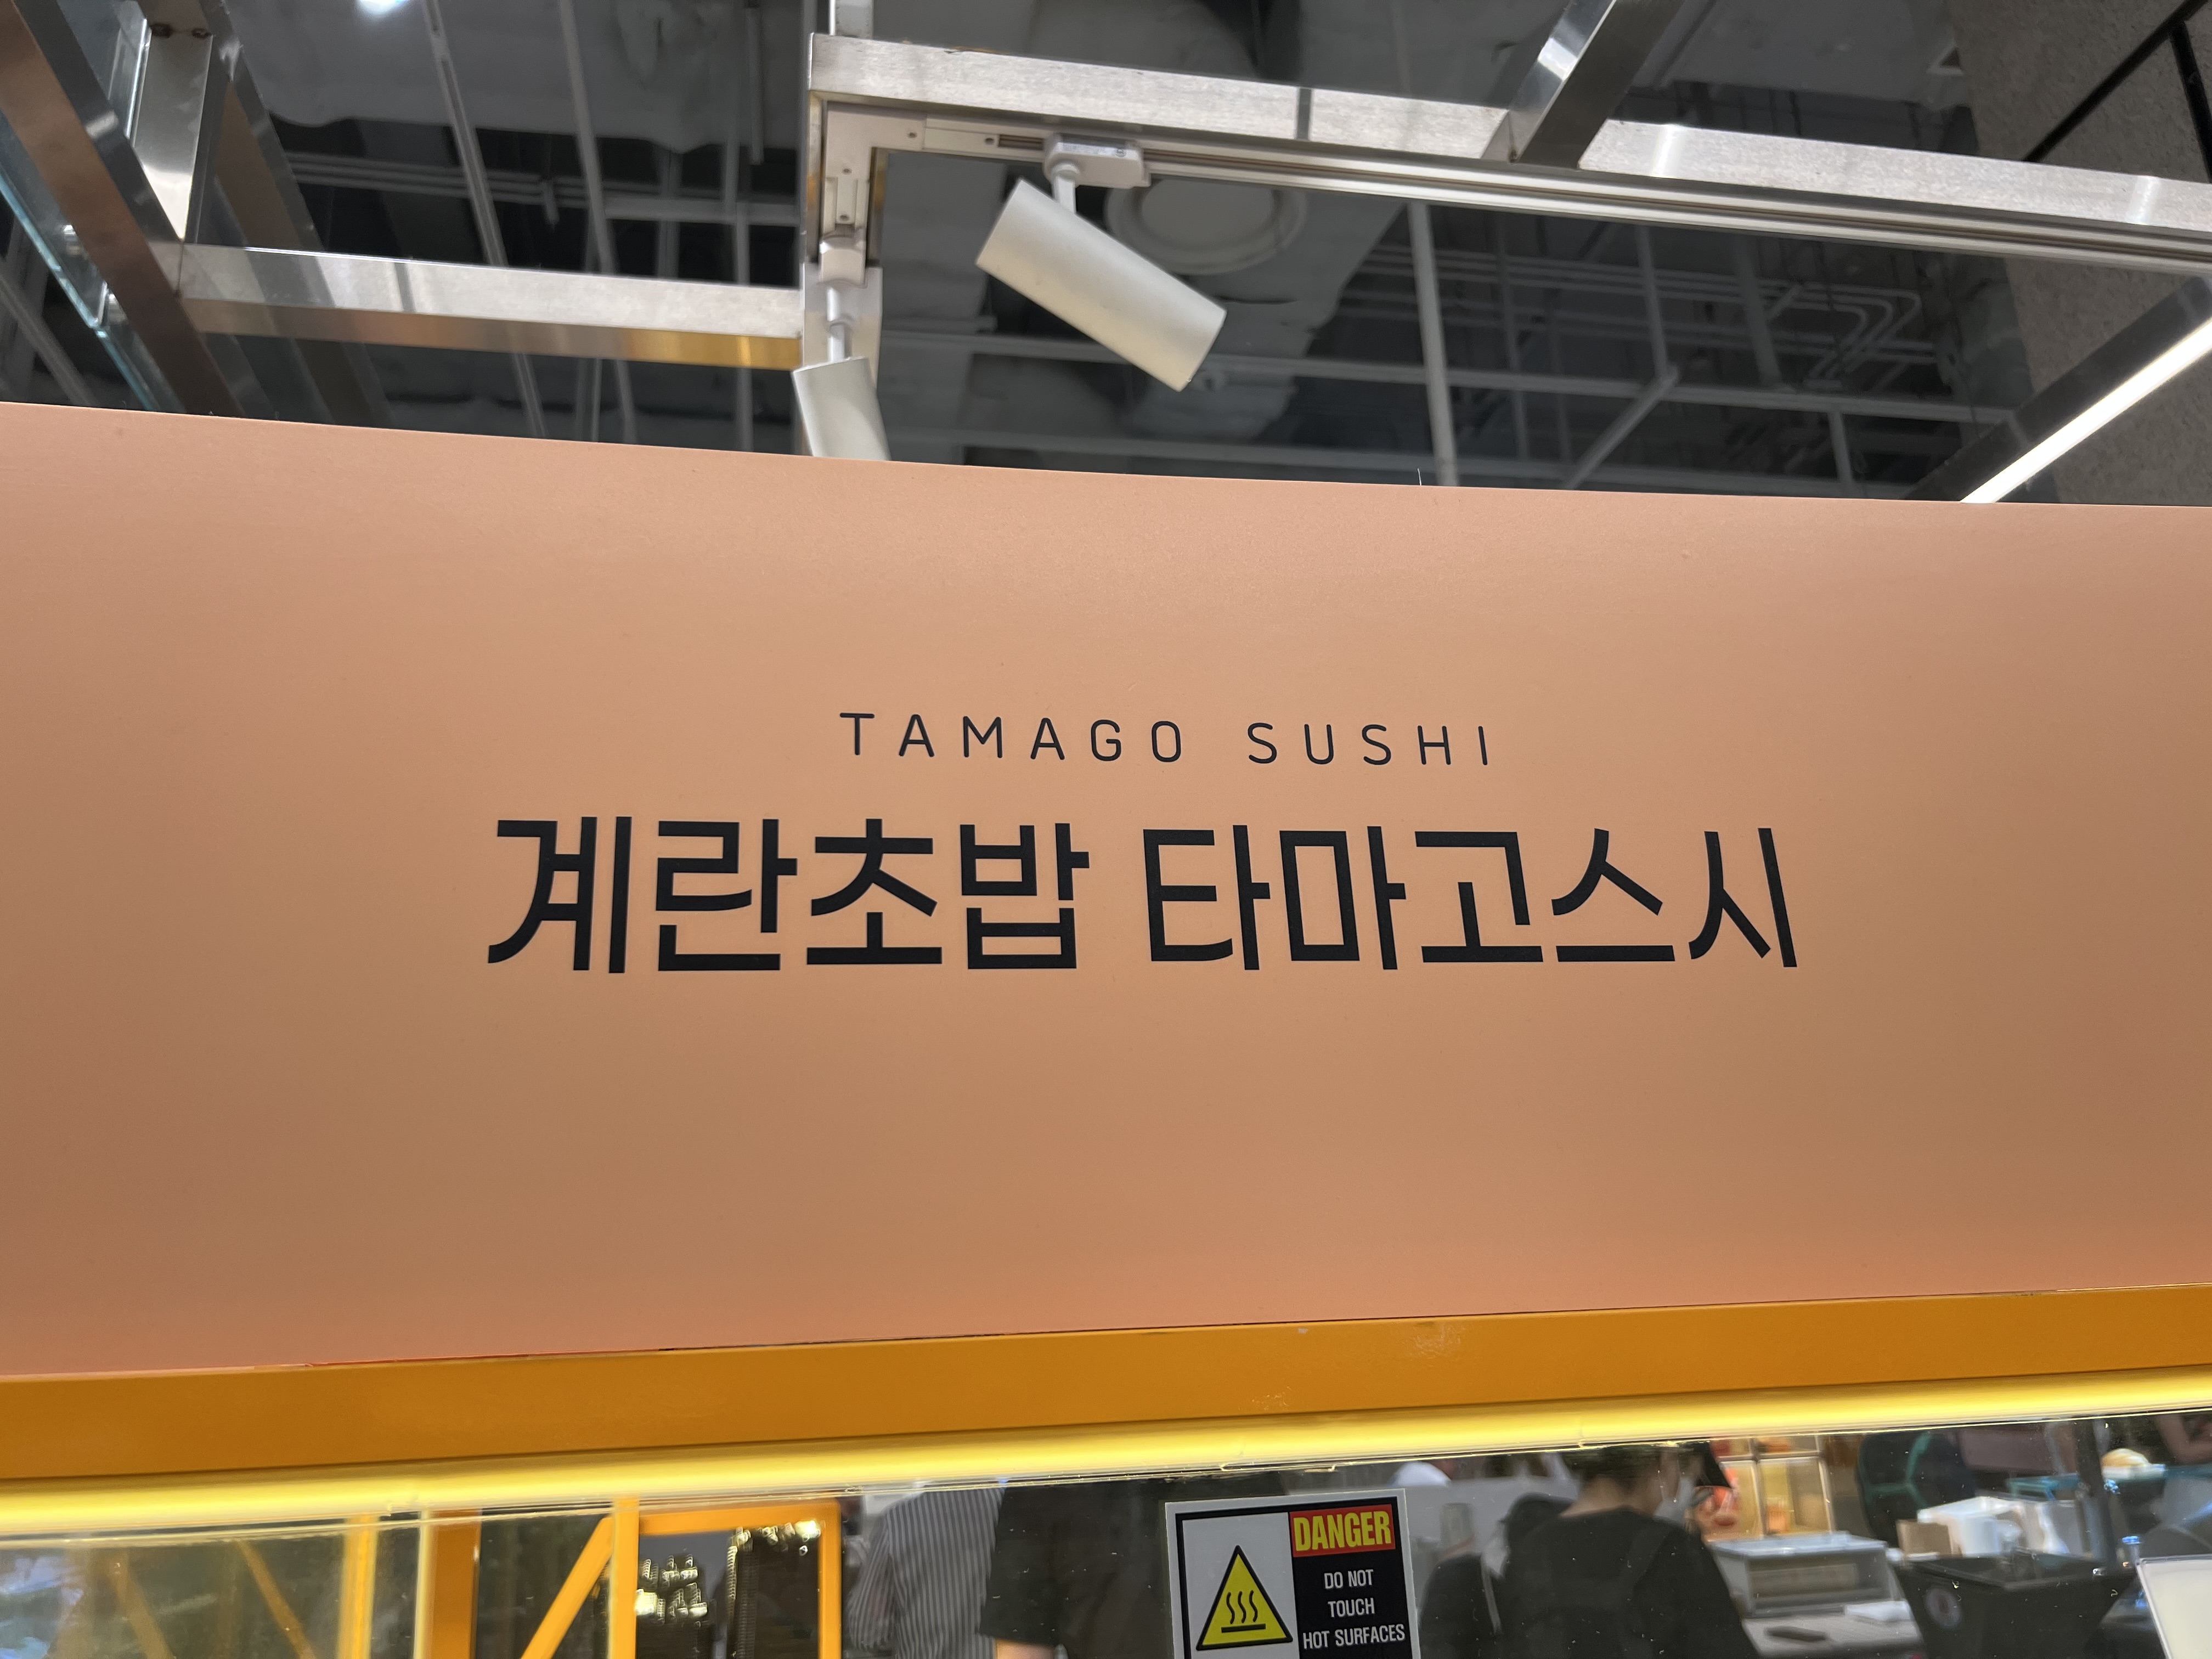 TAMAGO SUSHI
계란초밥 타마고스시
DANGER
DO NOT
TOUCH
HOT SURFACES